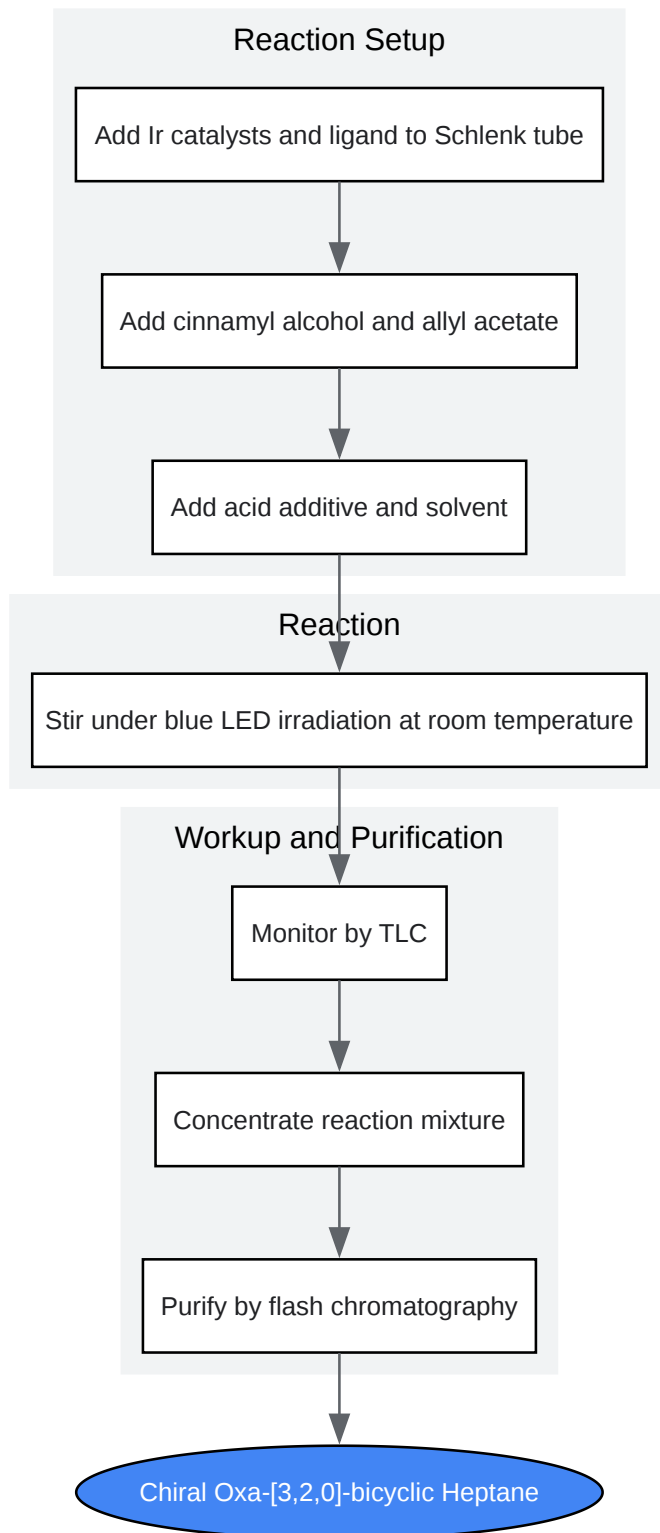 Reaction Setup
Add Ir catalysts and ligand to Schlenk tube
Add cinnamyl alcohol and allyl acetate
Add acid additive and solvent
Reaction
Stir under blue LED irradiation at room temperature
Workup and Purification
Monitor by TLC
Concentrate reaction mixture
Purify by flash chromatography
Chiral Oxa-[3,2,0]-bicyclic Heptane